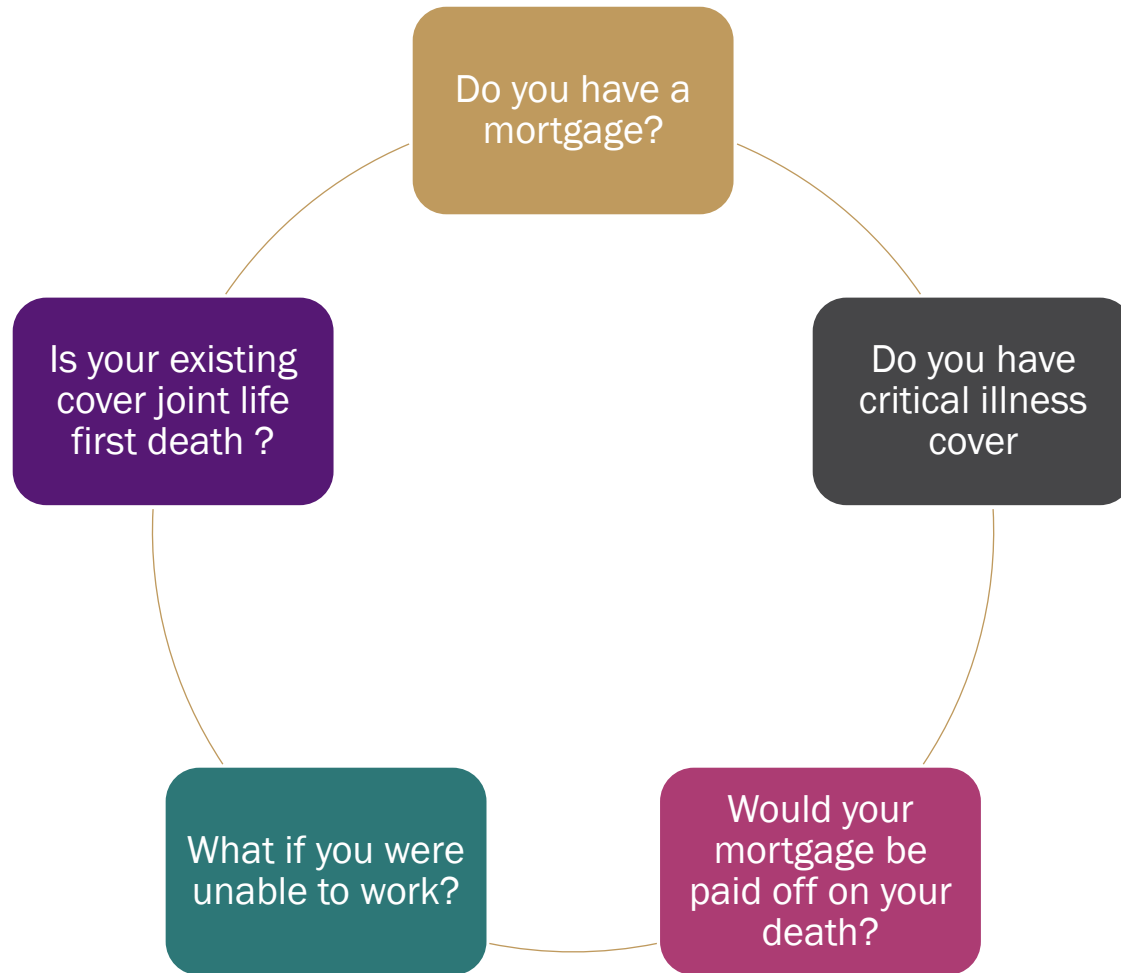 Do you have a
mortgage?
Do you have
critical illness
cover
Would your
mortgage be
paid off on your
death?
What if you were
unable to work?
Is your existing
cover joint life
first death ?